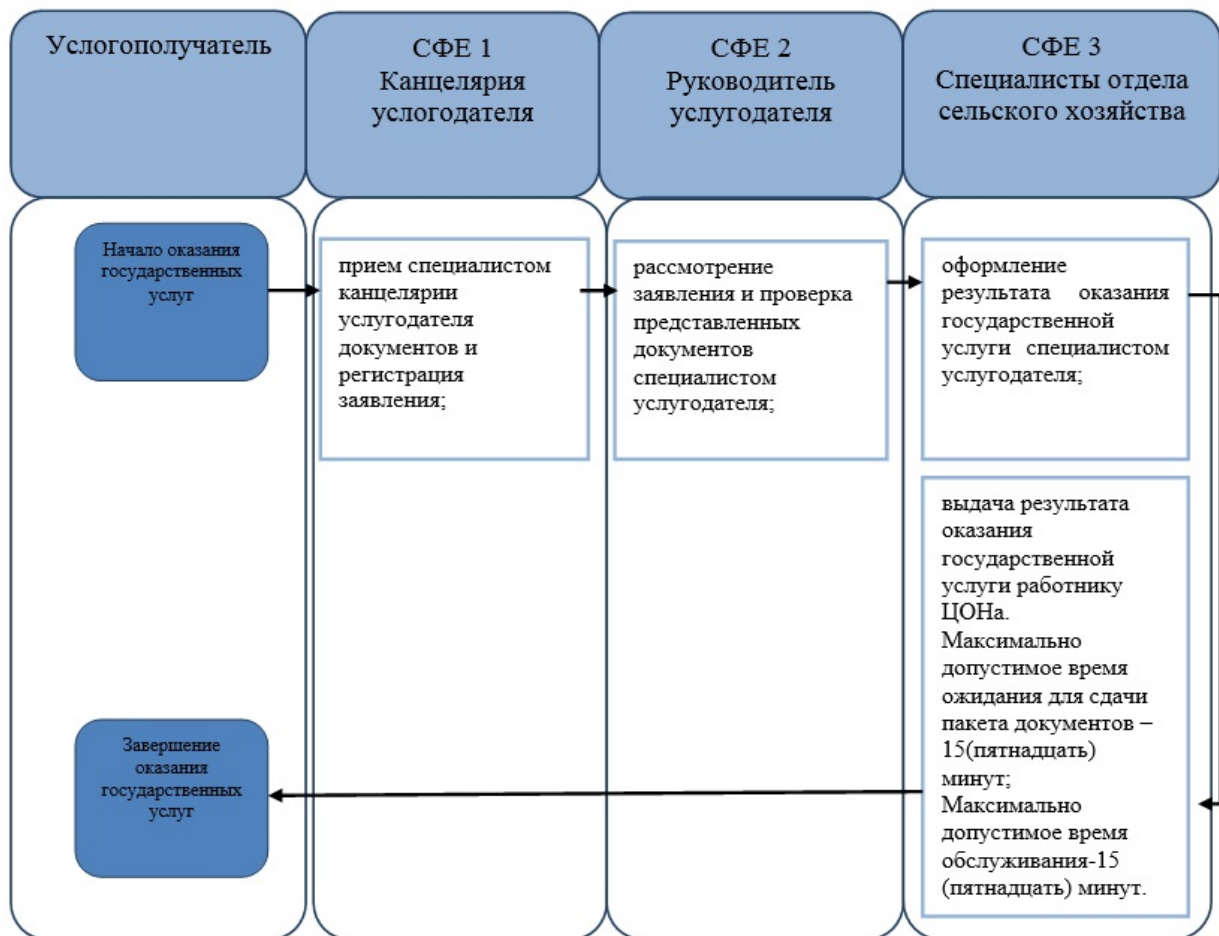 Услогополучатель
СФЕ 1
Канцелярия
услогодателя
СФЕ 2
Руководитель
услугодателя
СФЕ 3
Специалисты отдела
сельского хозяйства
Начало оказания
государственных
услуг
прием специалистом
канцелярии
услугодателя
документов и
регистрация
заявления;
рассмотрение
заявления и проверка
представленных
документов
специалистом
услугодателя;
оформление
результата оказания
государственной
услуги специалистом
услугодателя;
выдача результата
оказания
государственной
услуги работнику
ЦОНа.
Максимально
допустимое время
ожидания для сдачи
пакета документов –
15(пятнадцать)
минут;
Максимально
допустимое время
обслуживания-15
(пятнадцать) минут.
Завершение
оказания
государственных
услуг